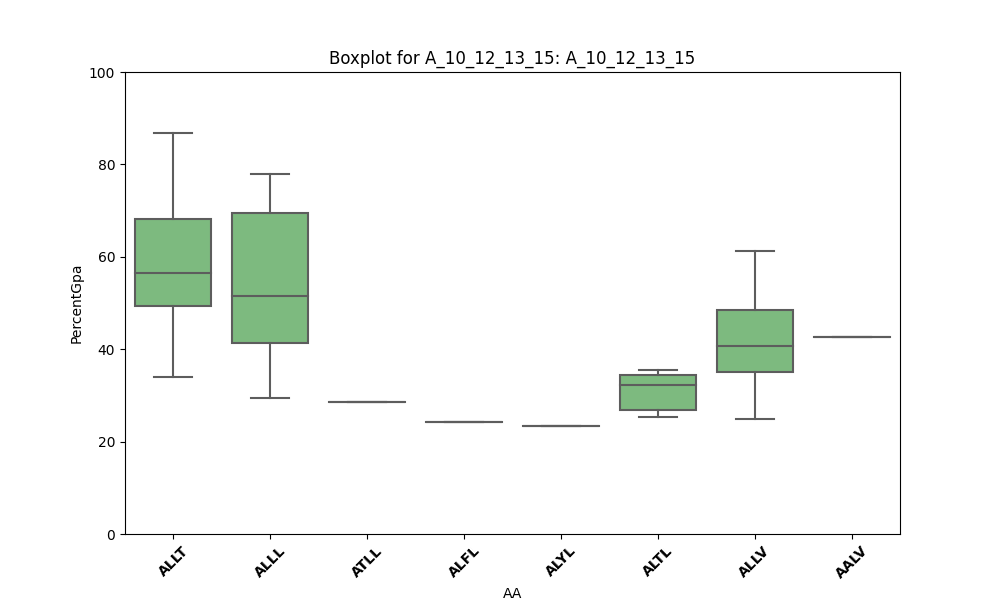 Boxplot for A_10_12_13_15: A_10_12_13_15
100
80
60
40
20
0
PercentGpa
ALLT
ALLL
ATLL
ALFL
ALYL
ALTL
ALLV
AALV
AA